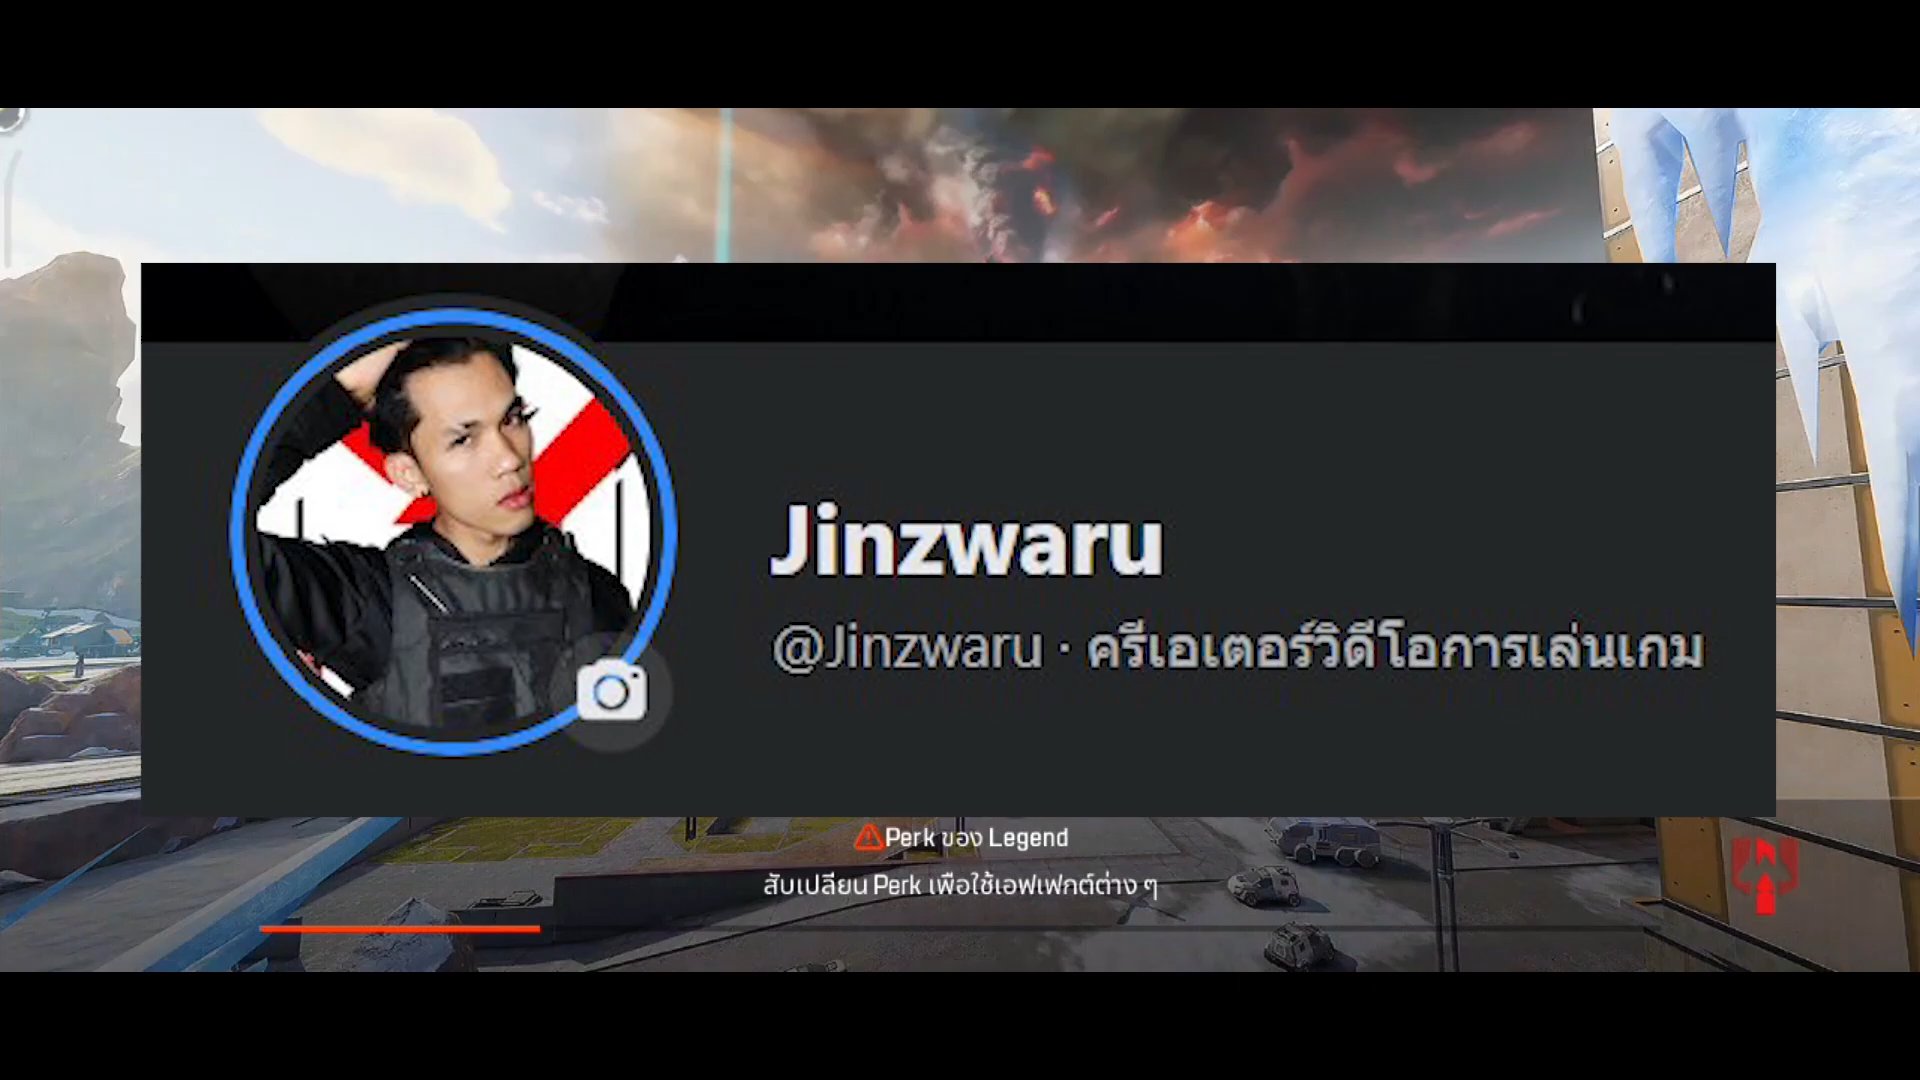 Jinzwaru
@Jinzwaru · ครีเอเตอร์วิดีโอการเล่นเกม
Perk ของ Legend
สับเปลี่ยน Perk เพื่อใช้เอฟเฟกต์ต่าง ๆ